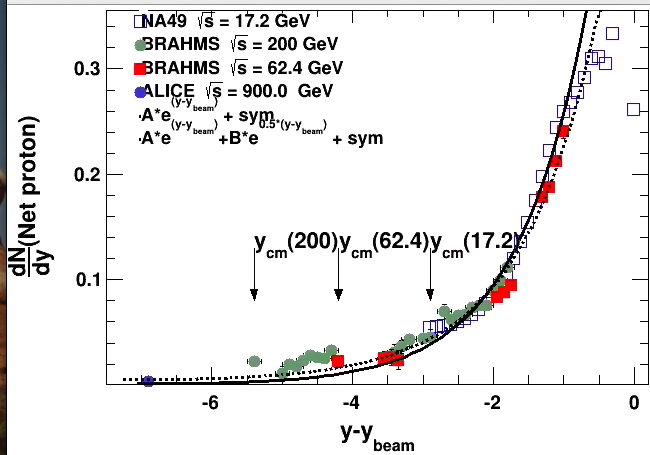 NA49 √s = 17.2 GeV
BRAHMS √s = 200 GeV
BRAHMS √s = 62.4 GeV
ALICE √s = 900.0 GeV
A*e^(y-y_beam) + sym
A*e^(y-y_beam)+B*e^0.5*(y-y_beam) + sym
0.3
0.2
0.1
dN/dy(Net proton)
y_cm(200)y_cm(62.4)y_cm(17.2)
-6 -4 -2 0
y-y_beam